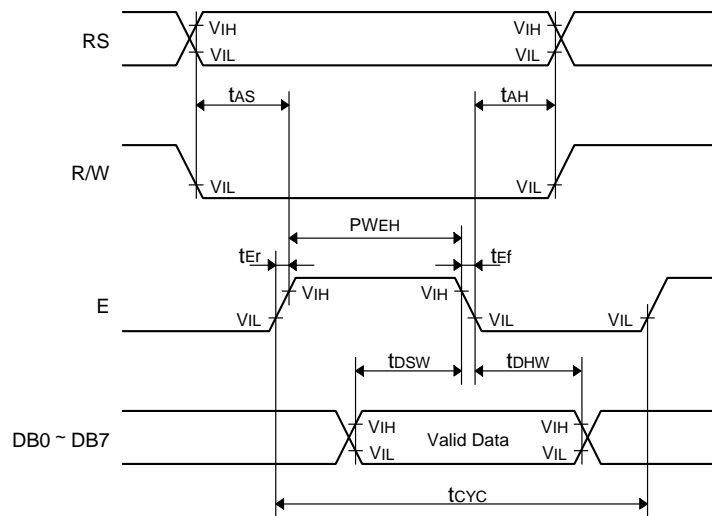 RS
VIH
VIL
VIH
VIL
tAS
tAH
R/W
VIL
VIL
PWEH
tEr
tEf
E
VIH
VIL
VIH
VIL
VIL
tDSW
tDHW
DB0 ~ DB7
VIH
VIL
Valid Data
VIH
VIL
tCYC